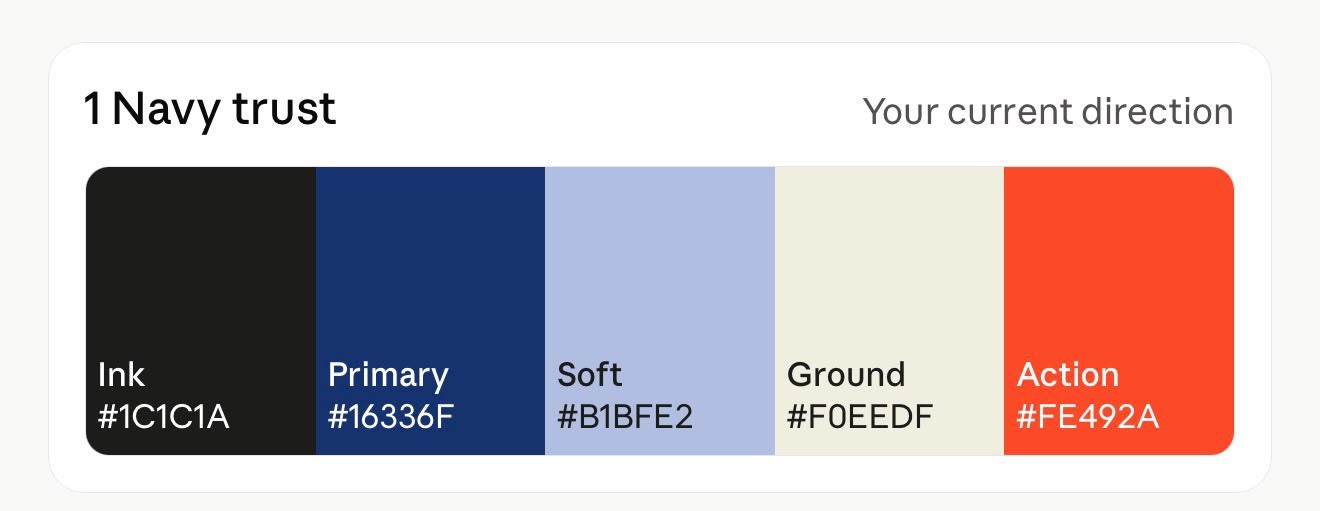 1 Navy trust
Your current direction
Ink
#1C1C1A
Primary
#16336F
Soft
#B1BFE2
Ground
#F0EEDF
Action
#FE492A